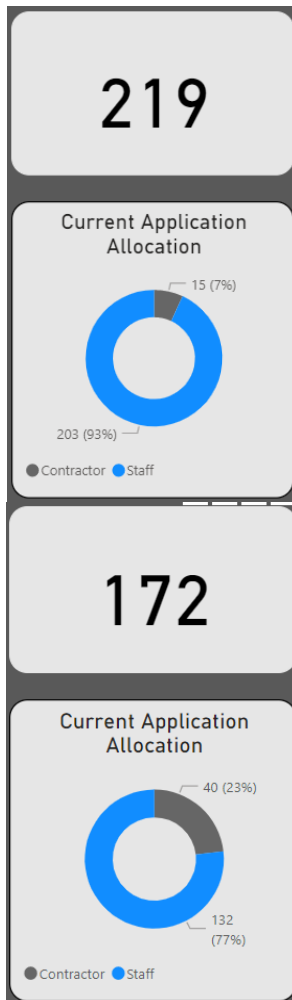 219
Current Application
Allocation
15 (7%)
203 (93%)
Contractor Staff
172
Current Application
Allocation
40 (23%)
132
(77%)
Contractor Staff